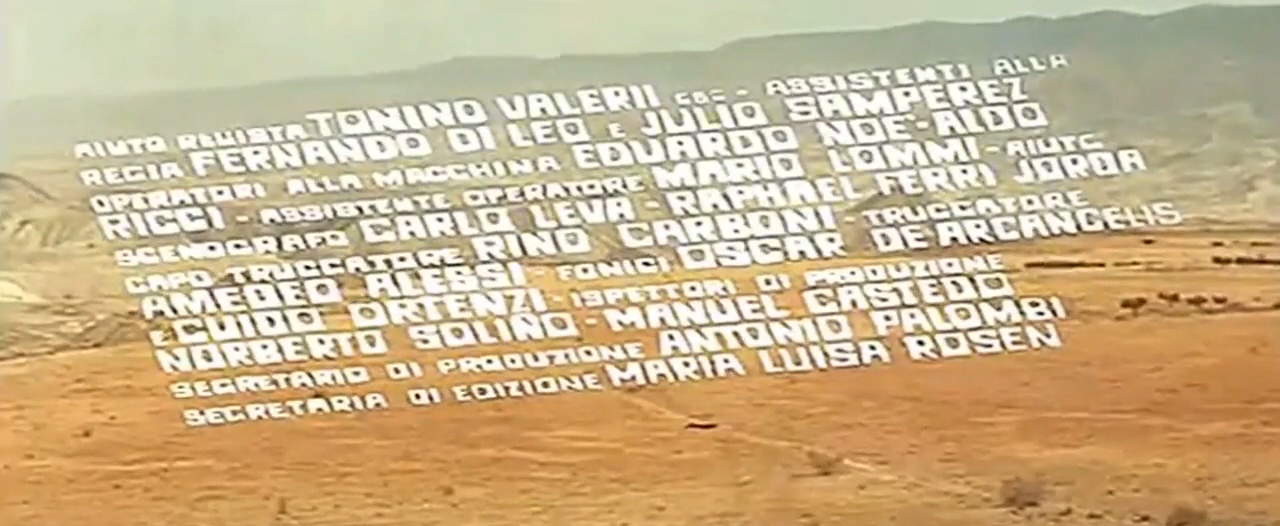 AIUTO REGISTA TONINO VALERII C.S.C. - ASSISTENTI ALLA
REGIA FERNANDO DI LEO E JULIO SAMPEREZ
OPERATORI ALLA MACCHINA EDUARDO NOE' - ALDO
RICCI - ASSISTENTE OPERATORE MARIO LOMMI - AIUTO
SCENOGRAFO CARLO LEVA - RAPHAEL FERRI JORDA
CAPO TRUCCATORE RINO CARBONI - TRUCCATORE
AMEDEO ALESSI - FONICI OSCAR DE ARCANGELIS
E GUIDO ORTENZI - ISPETTORI DI PRODUZIONE
NORBERTO SOLIÑO - MANUEL CASTEDO
SEGRETARIO DI PRODUZIONE ANTONIO PALOMBI
SEGRETARIA DI EDIZIONE MARIA LUISA ROSEN